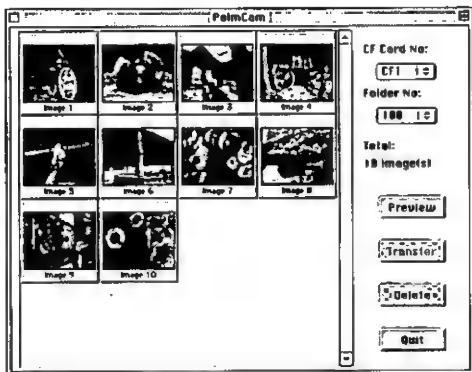 PalmCam 1
CF Card No:
CF1
Folder No:
100
Total:
10 image(s)
Image 1
Image 2
Image 3
Image 4
Image 5
Image 6
Image 7
Image 8
Image 9
Image 10
Preview
Transfer
Delete
Quit